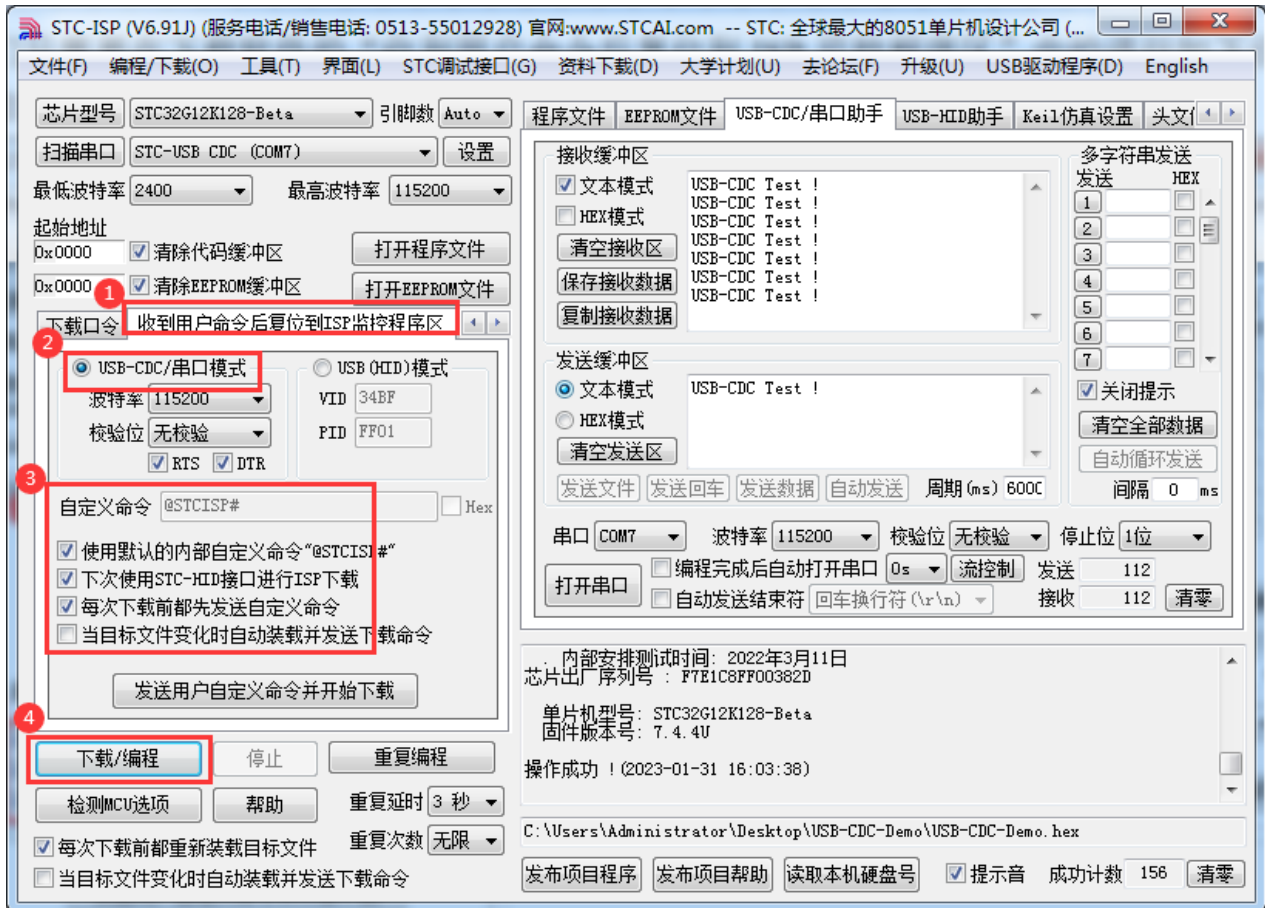 STC-ISP (V6.91J) (服务电话/销售电话: 0513-55012928) 官网:www.STCAI.com -- STC: 全球最大的8051单片机设计公司 (...
文件(F) 编程/下载(O) 工具(T) 界面(L) STC调试接口(G) 资料下载(D) 大学计划(U) 去论坛(F) 升级(U) USB驱动程序(D) English
芯片型号 STC32G12K128-Beta 引脚数 Auto
扫描串口 STC-USB CDC (COM7) 设置
最低波特率 2400 最高波特率 115200
起始地址
0x0000 清除代码缓冲区 打开程序文件
0x0000 清除EEPROM缓冲区 打开EEPROM文件
1
下载口令 收到用户命令后复位到ISP监控程序区
2
USB-CDC/串口模式 USB(HID)模式
波特率 115200 VID 34BF
校验位 无校验 PID FF01
RTS DTR
3
自定义命令 @STCISP# Hex
使用默认的内部自定义命令"@STCISP#"
下次使用STC-HID接口进行ISP下载
每次下载前都先发送自定义命令
当目标文件变化时自动装载并发送下载命令
发送用户自定义命令并开始下载
4
下载/编程 停止 重复编程
检测MCU选项 帮助 重复延时 3 秒
每次下载前都重新装载目标文件 重复次数 无限
当目标文件变化时自动装载并发送下载命令
程序文件 EEPROM文件 USB-CDC/串口助手 USB-HID助手 Keil仿真设置
接收缓冲区
文本模式
HEX模式
清空接收区
保存接收数据
复制接收数据
USB-CDC Test !
USB-CDC Test !
USB-CDC Test !
USB-CDC Test !
USB-CDC Test !
USB-CDC Test !
USB-CDC Test !
多字符串发送
发送 HEX
1
2
3
4
5
6
7
关闭提示
清空全部数据
自动循环发送
间隔 0 ms
发送缓冲区
文本模式 USB-CDC Test !
HEX模式
清空发送区
发送文件 发送回车 发送数据 自动发送 周期(ms)
串口 COM7 波特率 115200 校验位 无校验 停止位 1位
打开串口 编程完成后自动打开串口 0s 流控制 发送 112
自动发送结束符 回车换行符(\r\n) 接收 112 清零
. 内部安排测试时间: 2022年3月11日
芯片出厂序列号 : F7E1C8FF00382D
单片机型号: STC32G12K128-Beta
固件版本号: 7.4.4U
操作成功 !(2023-01-31 16:03:38)
C:\Users\Administrator\Desktop\USB-CDC-Demo\USB-CDC-Demo.hex
发布项目程序 发布项目帮助 读取本机硬盘号 提示音 成功计数 156 清零